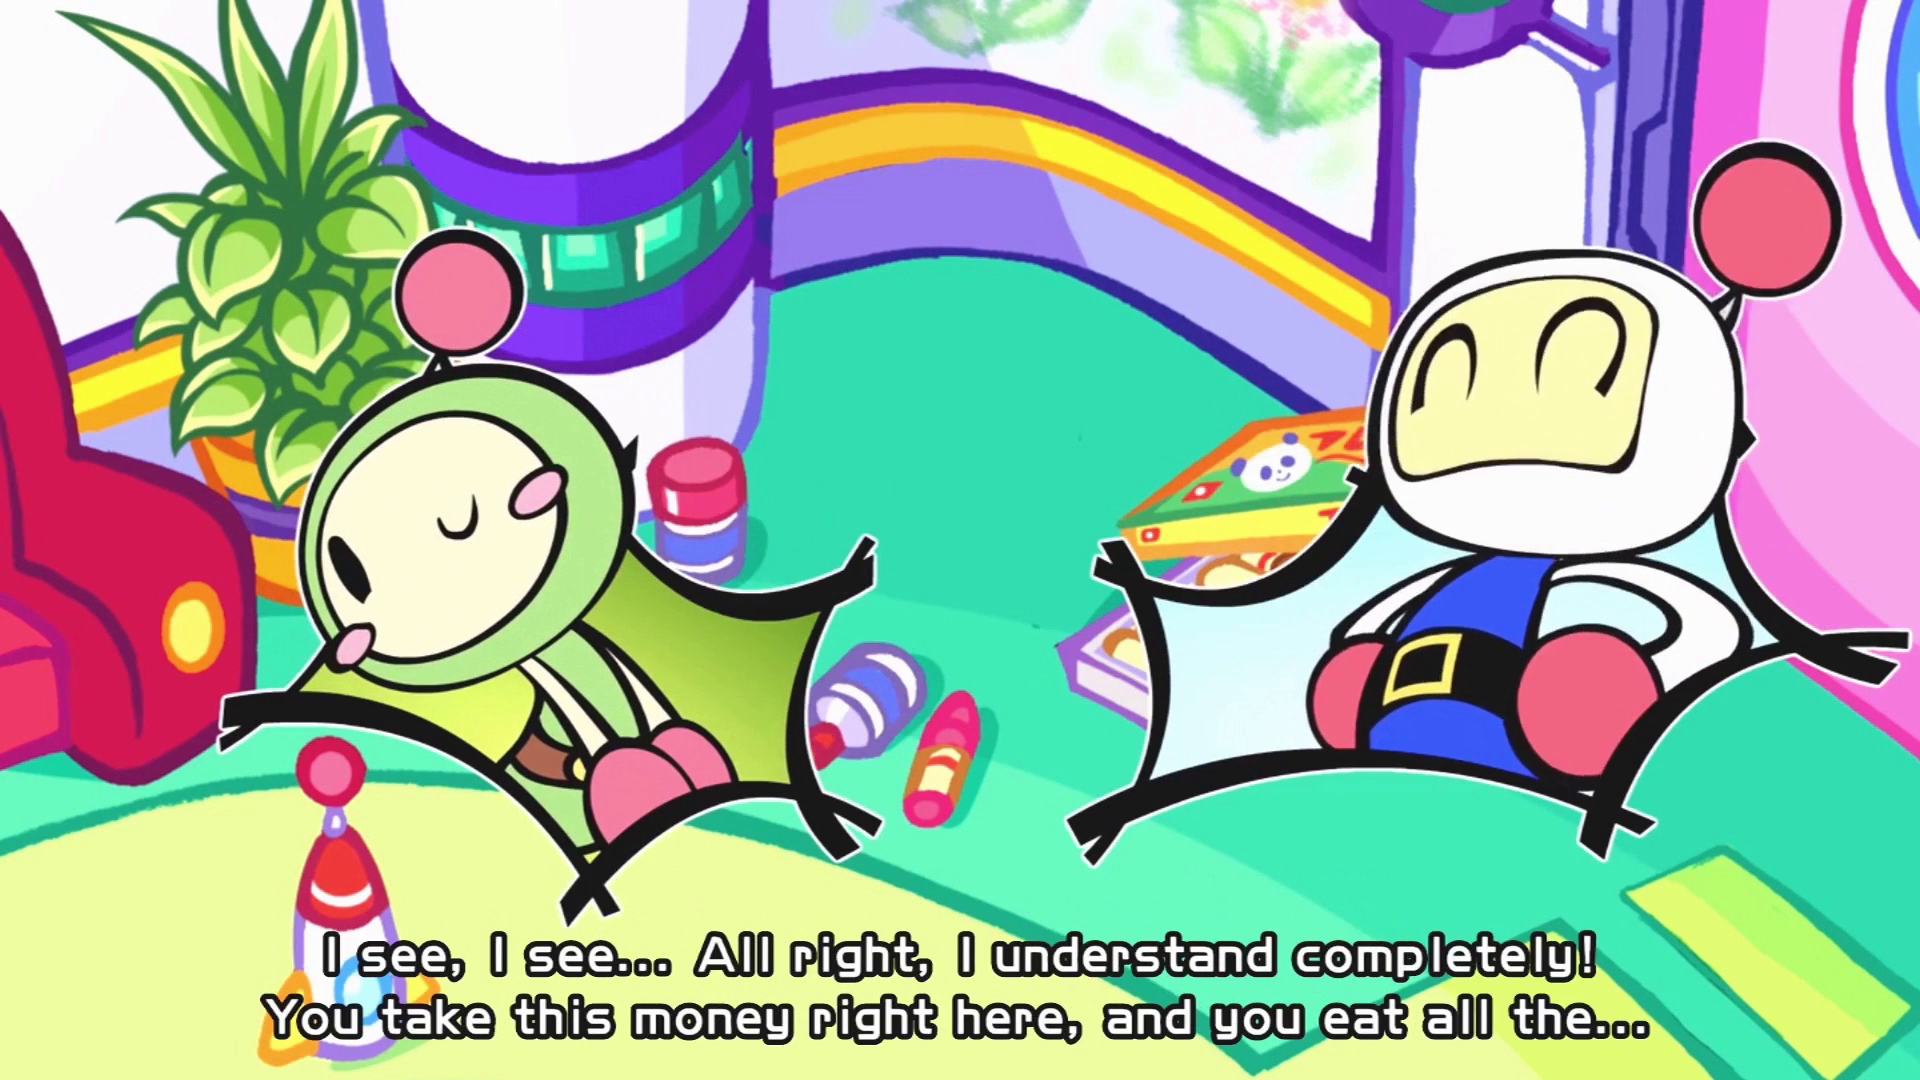 I see, I see... All right, I understand completely!
You take this money right here, and you eat all the...